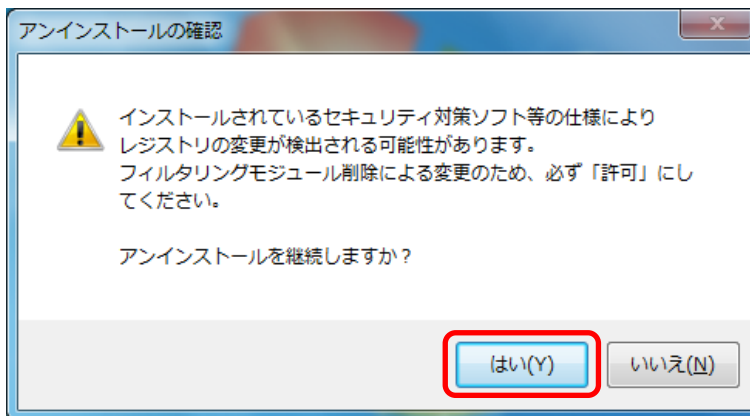 アンインストールの確認
インストールされているセキュリティ対策ソフト等の仕様により
レジストリの変更が検出される可能性があります。
フィルタリングモジュール削除による変更のため、必ず「許可」にし
てください。
アンインストールを継続しますか？
はい(Y)
いいえ(N)